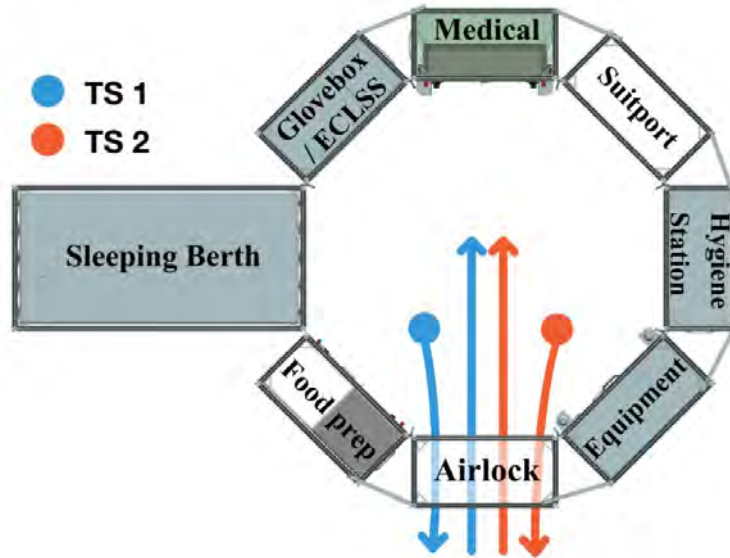 Medical
Glovebox
/ ECLSS
Suitport
TS 1
TS 2
Hygiene
Station
Sleeping Berth
Food prep
Equipment
Airlock